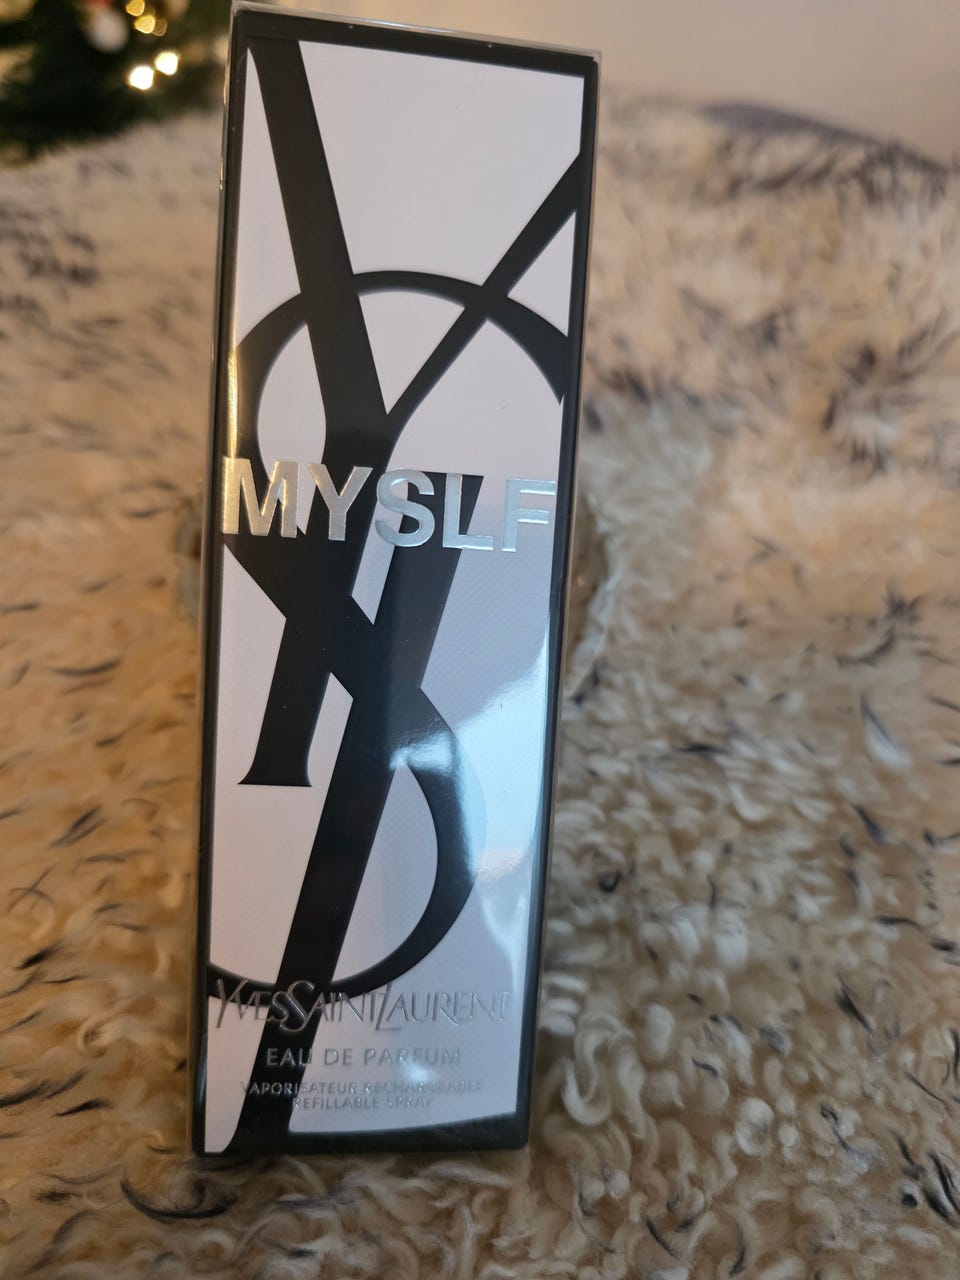 MYSLF
YVESSAINTLAURENT
EAU DE PARFUM
VAPORISATEUR RECHARGEABLE
REFILLABLE SPRAY